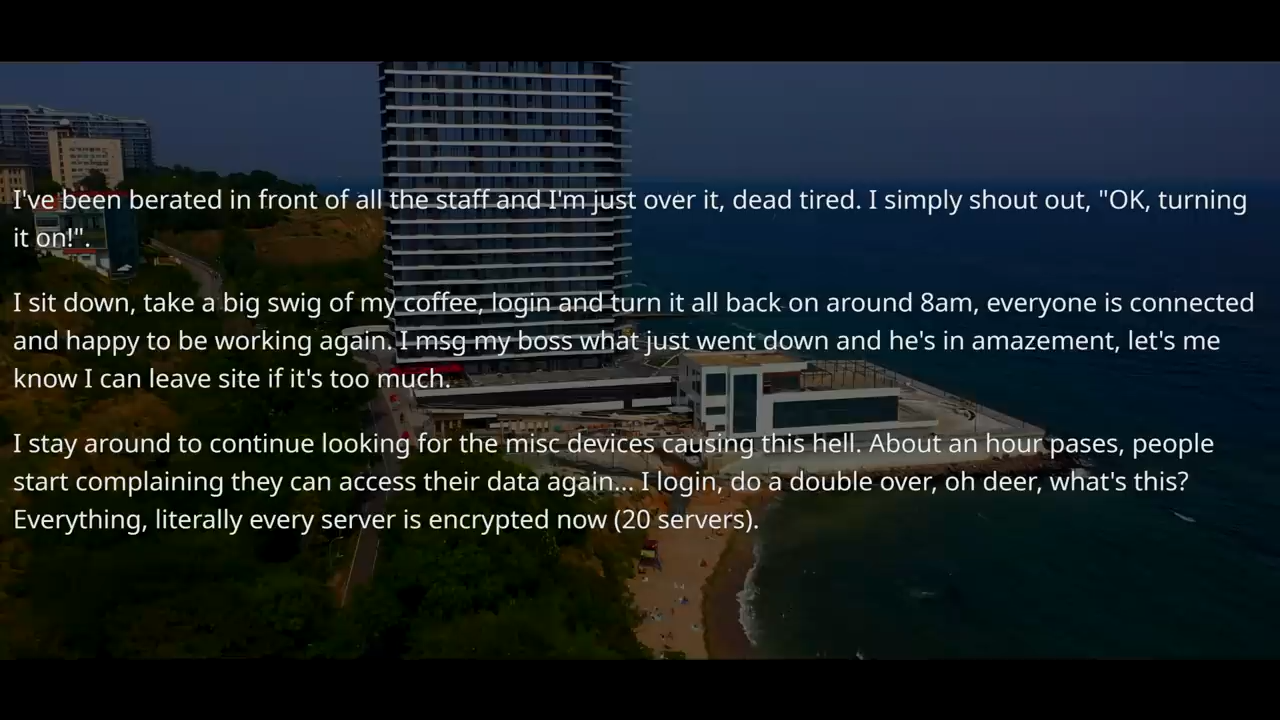 I've been berated in front of all the staff and I'm just over it, dead tired. I simply shout out, "OK, turning
it on!".
I sit down, take a big swig of my coffee, login and turn it all back on around 8am, everyone is connected
and happy to be working again. I msg my boss what just went down and he's in amazement, let's me
know I can leave site if it's too much.
I stay around to continue looking for the misc devices causing this hell. About an hour pases, people
start complaining they can access their data again... I login, do a double over, oh deer, what's this?
Everything, literally every server is encrypted now (20 servers).